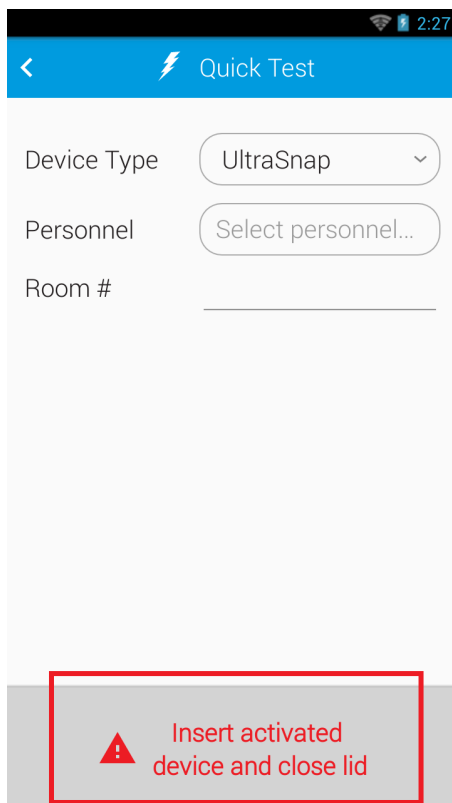 2:27
Quick Test
Device Type UltraSnap
Personnel Select personnel...
Room #
Insert activated
device and close lid